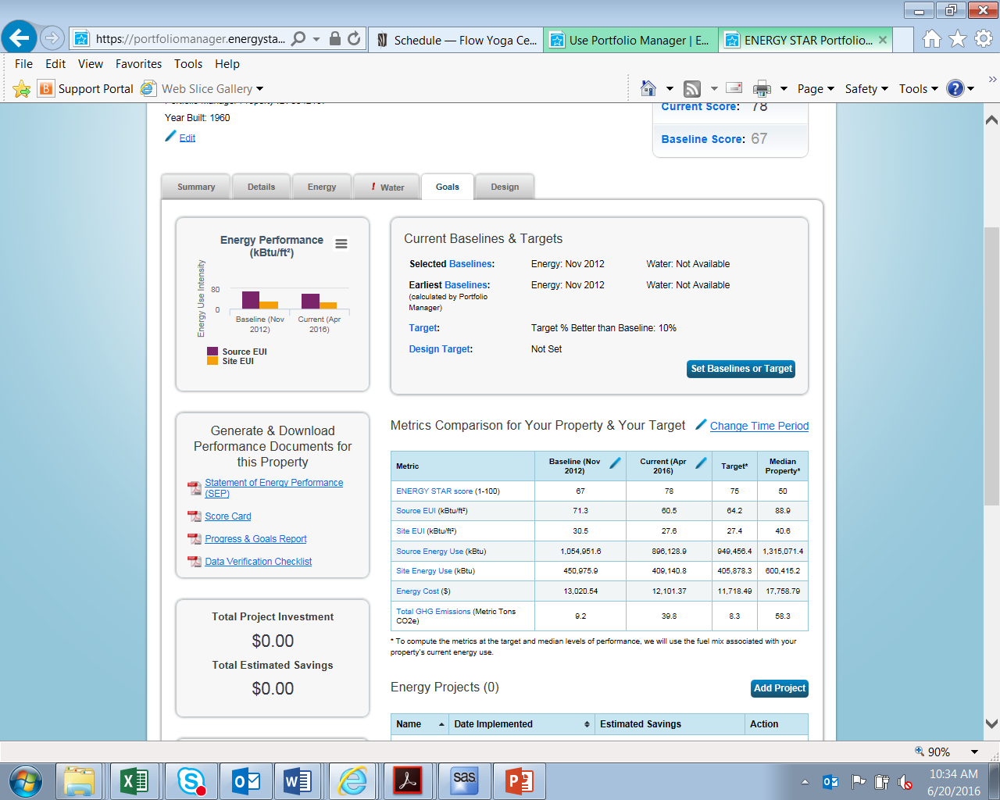 https://portfoliomanager.energysta...
Schedule — Flow Yoga Ce...
Use Portfolio Manager | E...
ENERGY STAR Portfolio...
File Edit View Favorites Tools Help
Support Portal Web Slice Gallery
Page Safety Tools
Year Built: 1960
Edit
Current Score: 78
Baseline Score: 67
Summary Details Energy ! Water Goals Design
Energy Performance
(kBtu/ft²)
Energy Use Intensity
80
0
Baseline (Nov
2012)
Current (Apr
2016)
Source EUI
Site EUI
Current Baselines & Targets
Selected Baselines: Energy: Nov 2012 Water: Not Available
Earliest Baselines: Energy: Nov 2012 Water: Not Available
(calculated by Portfolio
Manager)
Target: Target % Better than Baseline: 10%
Design Target: Not Set
Set Baselines or Target
Generate & Download
Performance Documents for
this Property
Statement of Energy Performance
(SEP)
Score Card
Progress & Goals Report
Data Verification Checklist
Total Project Investment
$0.00
Total Estimated Savings
$0.00
Metrics Comparison for Your Property & Your Target Change Time Period
Metric Baseline (Nov 2012) Current (Apr 2016) Target* Median Property*
ENERGY STAR score (1-100) 67 78 75 50
Source EUI (kBtu/ft²) 71.3 60.5 64.2 88.9
Site EUI (kBtu/ft²) 30.5 27.6 27.4 40.6
Source Energy Use (kBtu) 1,054,951.6 896,128.9 949,456.4 1,315,071.4
Site Energy Use (kBtu) 450,975.9 409,140.8 405,878.3 600,415.2
Energy Cost ($) 13,020.54 12,101.37 11,718.49 17,758.79
Total GHG Emissions (Metric Tons CO2e) 9.2 39.8 8.3 58.3
* To compute the metrics at the target and median levels of performance, we will use the fuel mix associated with your
property's current energy use.
Energy Projects (0)
Add Project
Name Date Implemented Estimated Savings Action
90%
sas
10:34 AM
6/20/2016